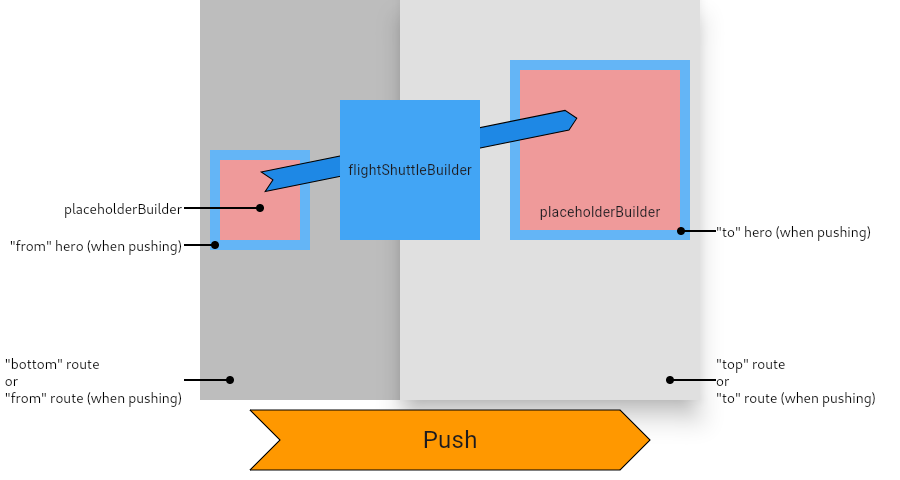 flightShuttleBuilder
placeholderBuilder
placeholderBuilder
"from" hero (when pushing)
"to" hero (when pushing)
"bottom" route
or
"from" route (when pushing)
"top" route
or
"to" route (when pushing)
Push